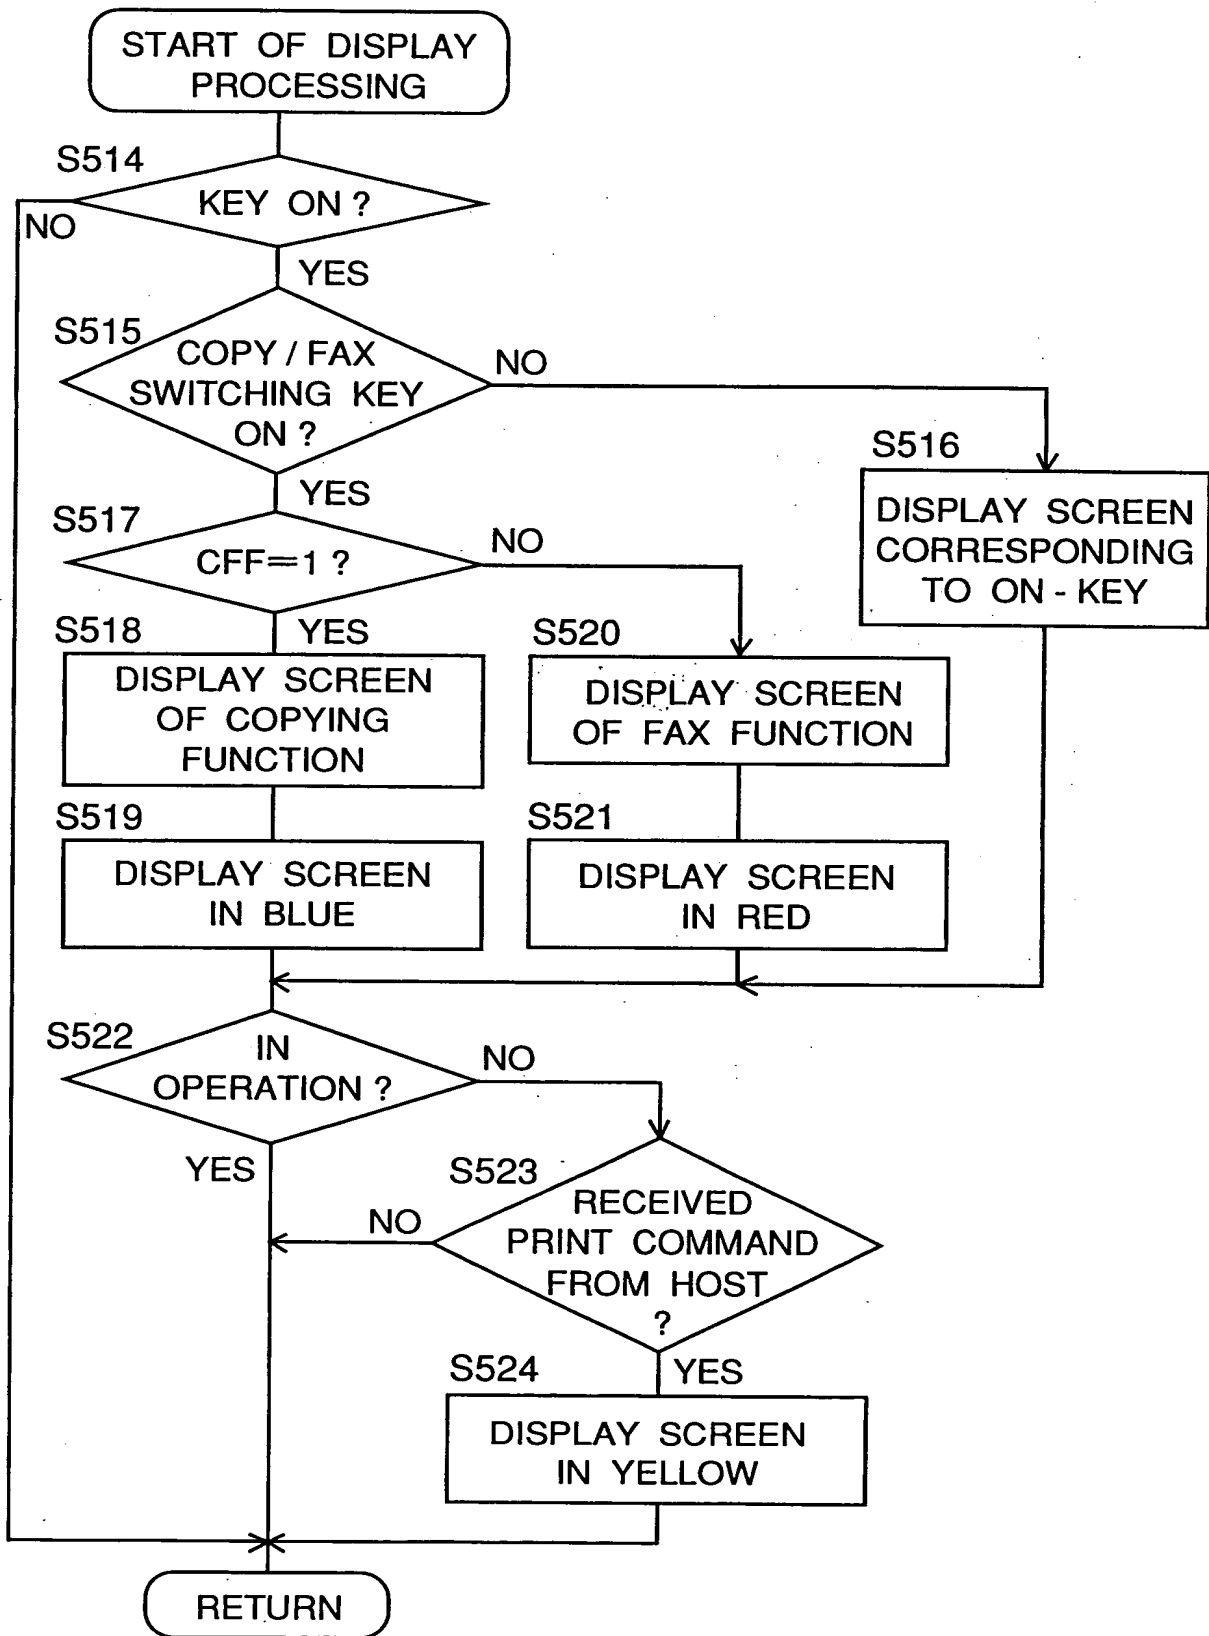 START OF DISPLAY
PROCESSING
S514
KEY ON ?
NO
YES
S515
COPY / FAX
SWITCHING KEY
ON ?
NO
YES
S516
DISPLAY SCREEN
CORRESPONDING
TO ON - KEY
S517
CFF=1 ?
NO
YES
S518
DISPLAY SCREEN
OF COPYING
FUNCTION
S520
DISPLAY SCREEN
OF FAX FUNCTION
S519
DISPLAY SCREEN
IN BLUE
S521
DISPLAY SCREEN
IN RED
S522
IN
OPERATION ?
NO
YES
S523
RECEIVED
PRINT COMMAND
FROM HOST
?
NO
YES
S524
DISPLAY SCREEN
IN YELLOW
RETURN